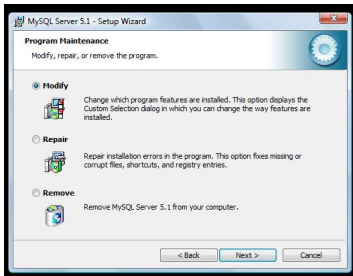 MySQL Server 5.1 - Setup Wizard
Program Maintenance
Modify, repair, or remove the program.
Modify
Change which program features are installed. This option displays the
Custom Selection dialog in which you can change the way features are
installed.
Repair
Repair installation errors in the program. This option fixes missing or
corrupt files, shortcuts, and registry entries.
Remove
Remove MySQL Server 5.1 from your computer.
< Back
Next >
Cancel